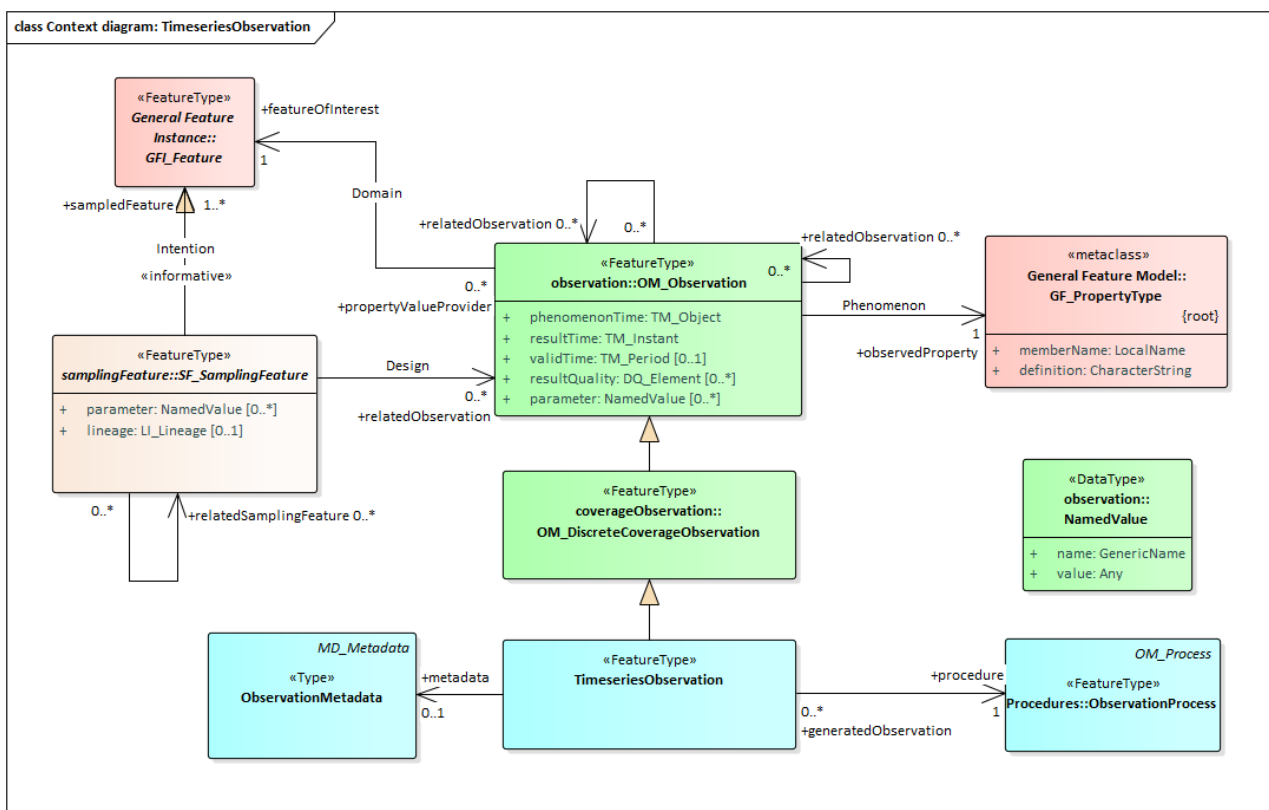 class Context diagram: TimeseriesObservation
«FeatureType»
General Feature
Instance::
GFI_Feature
+featureOfInterest
1
Domain
+sampledFeature
1..*
Intention
«informative»
+relatedObservation 0..*
0..*
+relatedObservation 0..*
0..*
«FeatureType»
observation::OM_Observation
+ phenomenonTime: TM_Object
+ resultTime: TM_Instant
+ validTime: TM_Period [0..1]
+ resultQuality: DQ_Element [0..*]
+ parameter: NamedValue [0..*]
0..*
+propertyValueProvider
Phenomenon
1
+observedProperty
«metaclass»
General Feature Model::
GF_PropertyType
{root}
+ memberName: LocalName
+ definition: CharacterString
«FeatureType»
samplingFeature::SF_SamplingFeature
+ parameter: NamedValue [0..*]
+ lineage: LI_Lineage [0..1]
Design
0..*
+relatedObservation
0..*
+relatedSamplingFeature 0..*
«FeatureType»
coverageObservation::
OM_DiscreteCoverageObservation
«DataType»
observation::
NamedValue
+ name: GenericName
+ value: Any
MD_Metadata
«Type»
ObservationMetadata
+metadata
0..1
«FeatureType»
TimeseriesObservation
+procedure
0..*
1
+generatedObservation
OM_Process
«FeatureType»
Procedures::ObservationProcess